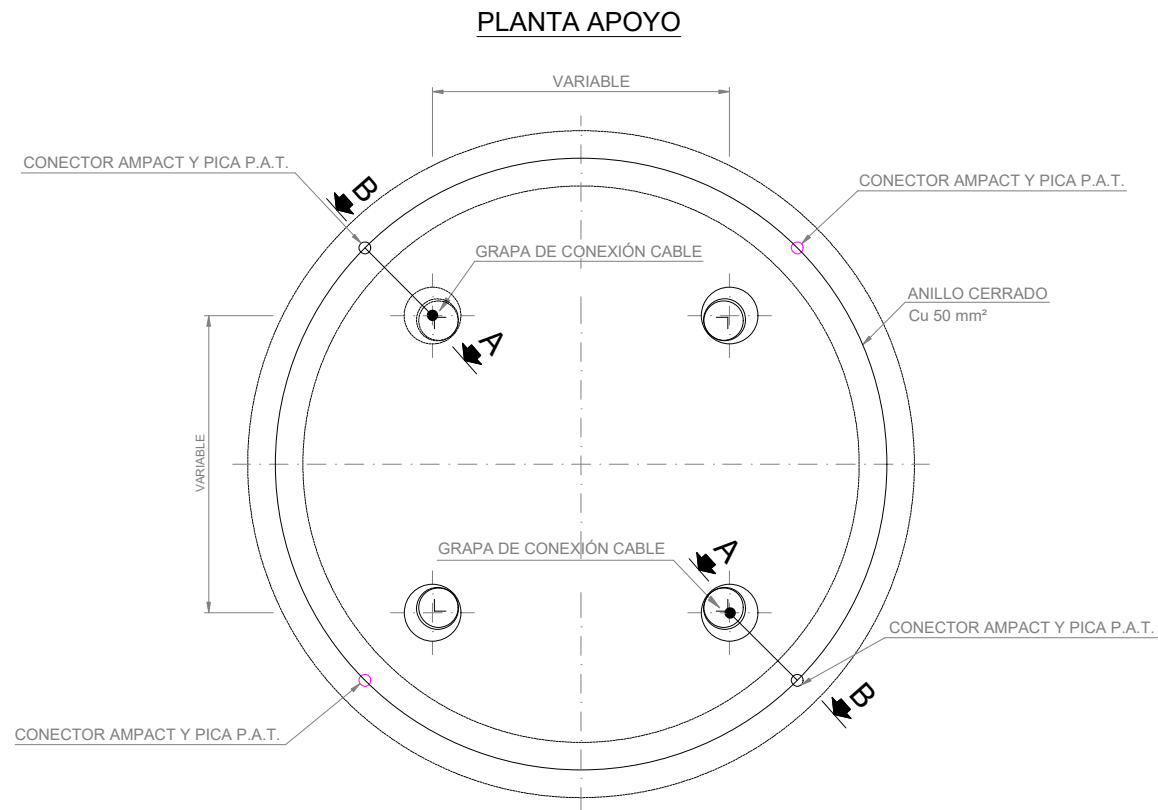 PLANTA APOYO
VARIABLE
CONECTOR AMPACT Y PICA P.A.T.
B
CONECTOR AMPACT Y PICA P.A.T.
GRAPA DE CONEXIÓN CABLE
ANILLO CERRADO
Cu 50 mm²
A
VARIABLE
GRAPA DE CONEXIÓN CABLE
A
CONECTOR AMPACT Y PICA P.A.T.
B
CONECTOR AMPACT Y PICA P.A.T.